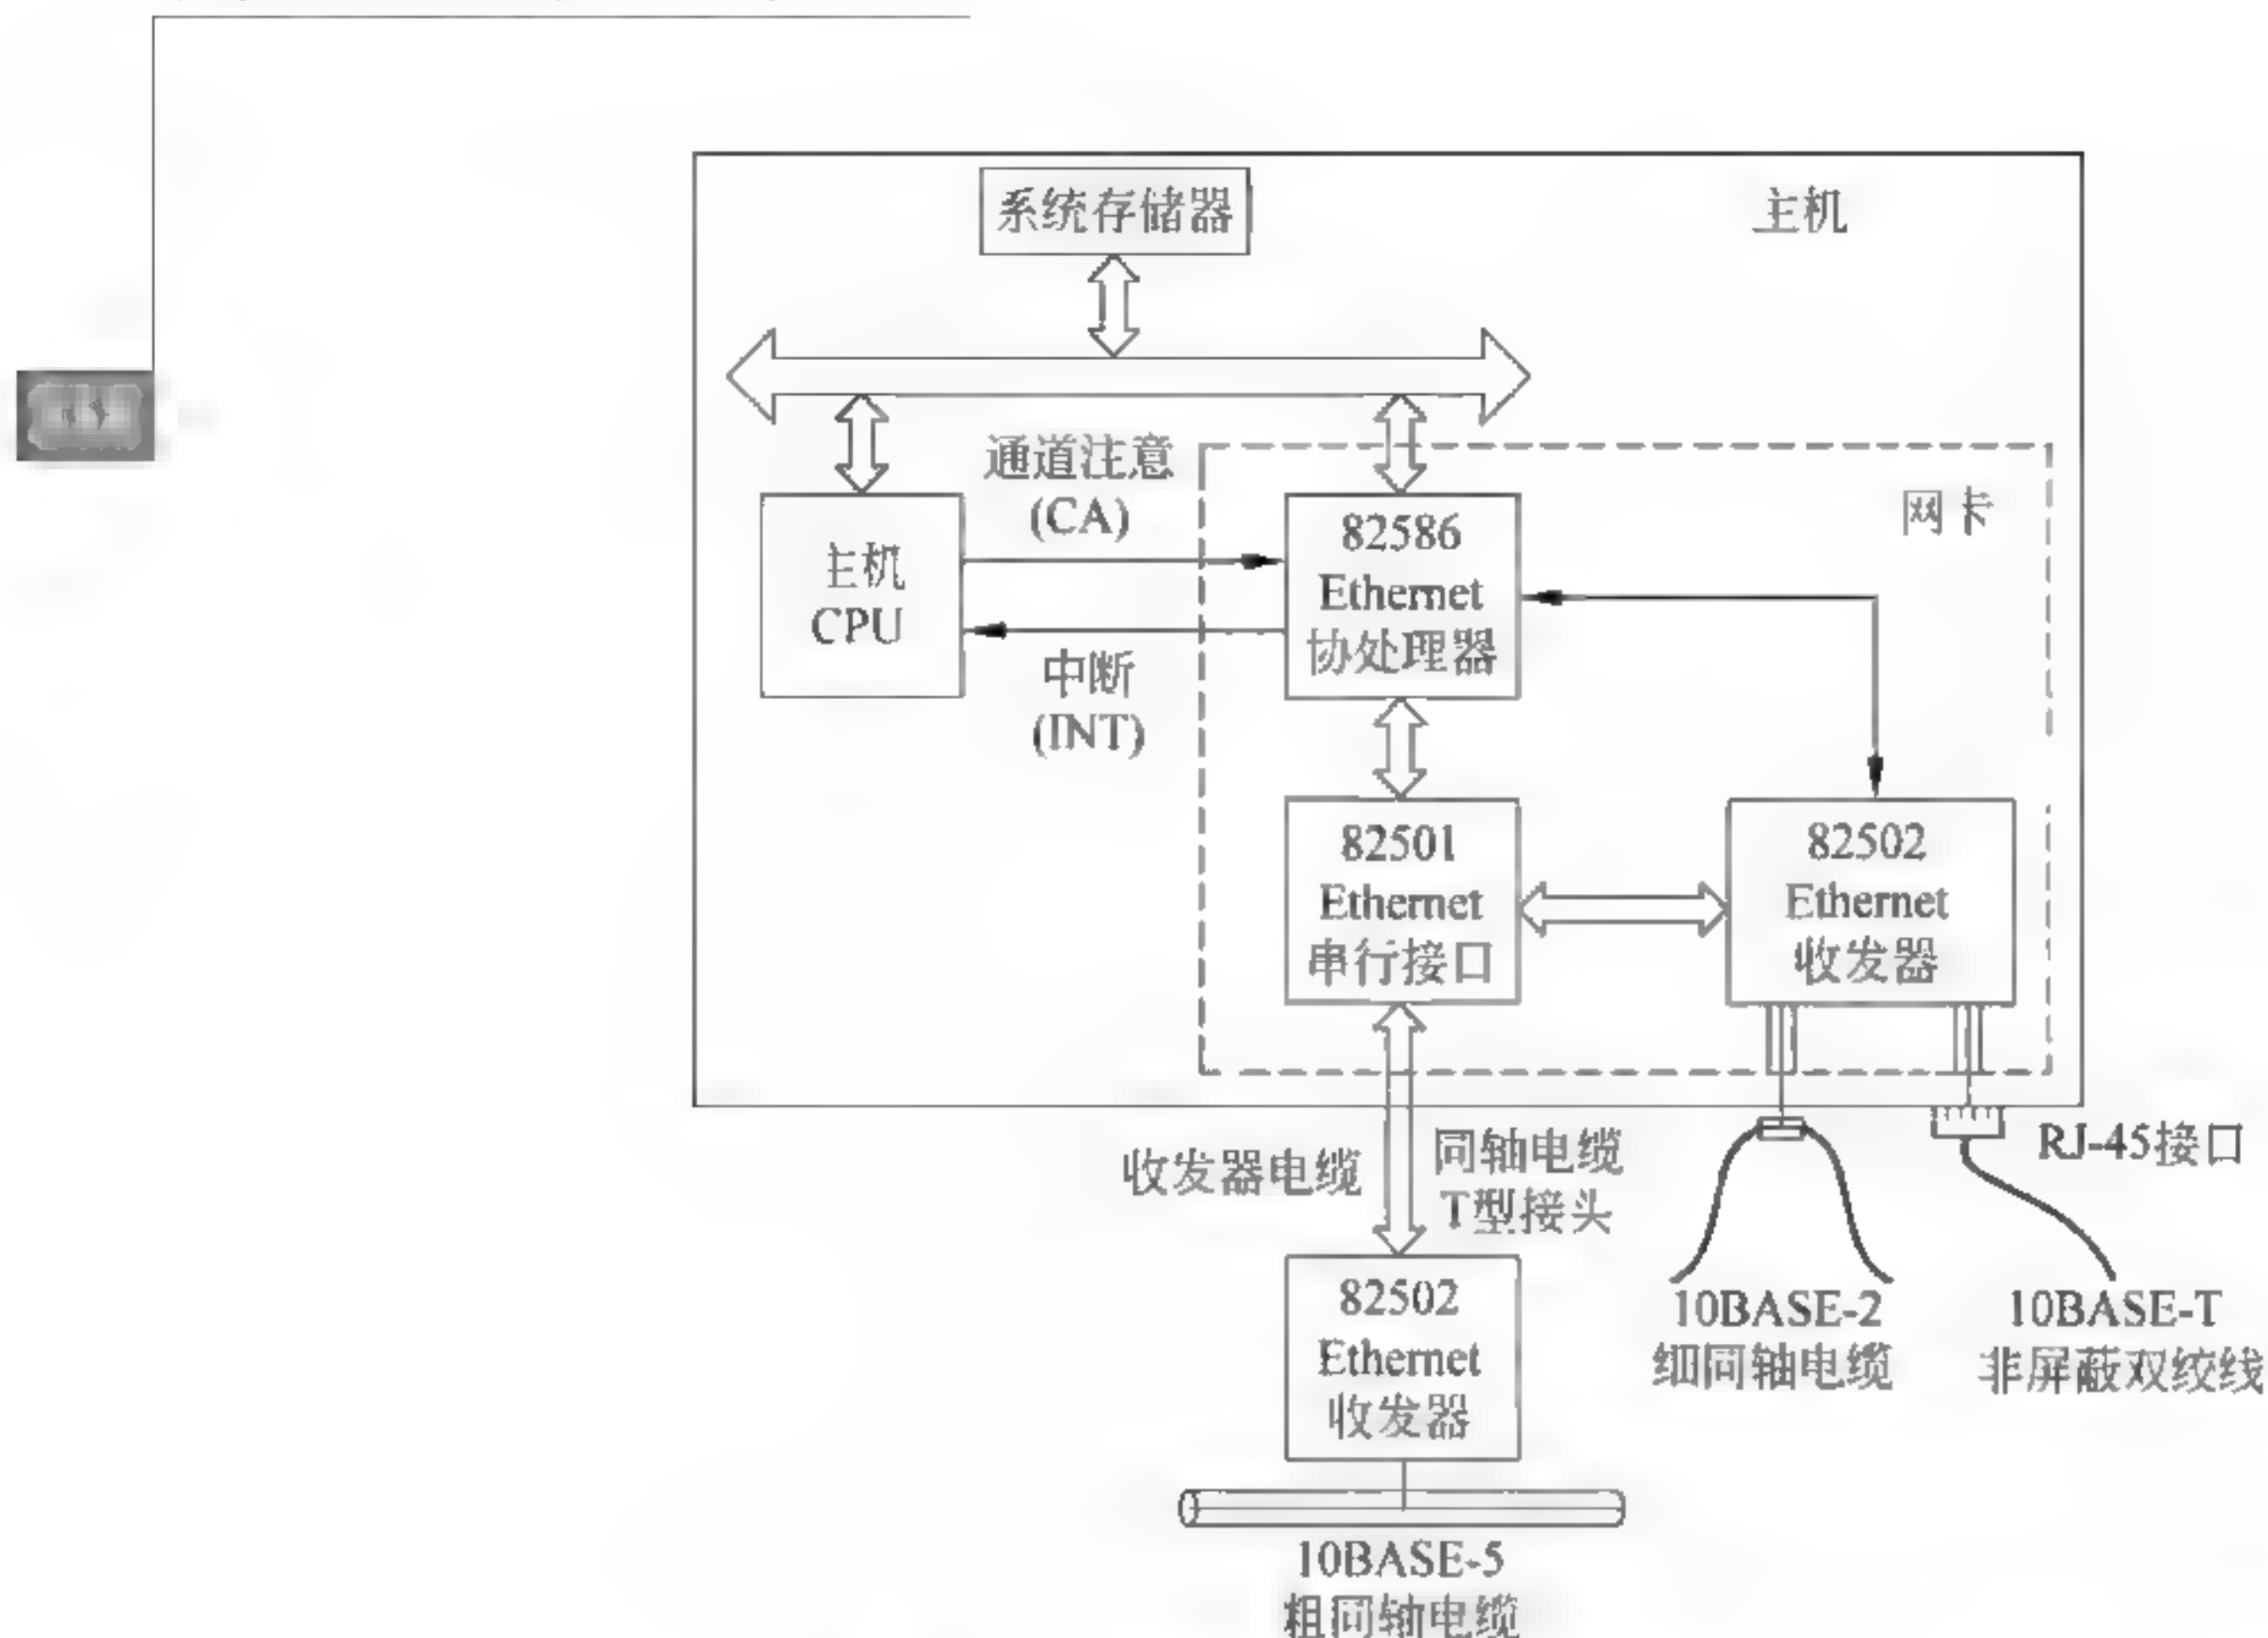 系统存储器
主机
通道注意
(CA)
网卡
主机
CPU
82586
Ethernet
协处理器
中断
(INT)
82501
Ethernet
串行接口
82502
Ethernet
收发器
收发器电缆
同轴电缆
T型接头
RJ-45接口
82502
Ethernet
收发器
10BASE-2
细同轴电缆
10BASE-T
非屏蔽双绞线
10BASE-5
粗同轴电缆